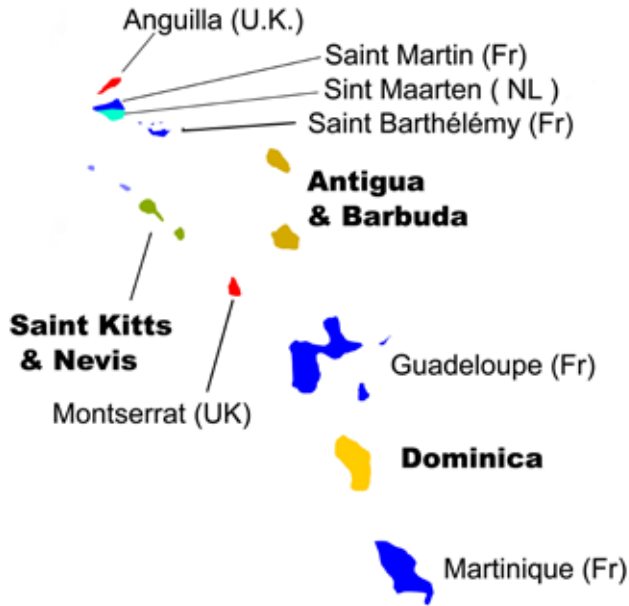 Anguilla (U.K.)
Saint Martin (Fr)
Sint Maarten ( NL )
Saint Barthélémy (Fr)
Antigua
& Barbuda
Saint Kitts
& Nevis
Guadeloupe (Fr)
Montserrat (UK)
Dominica
Martinique (Fr)